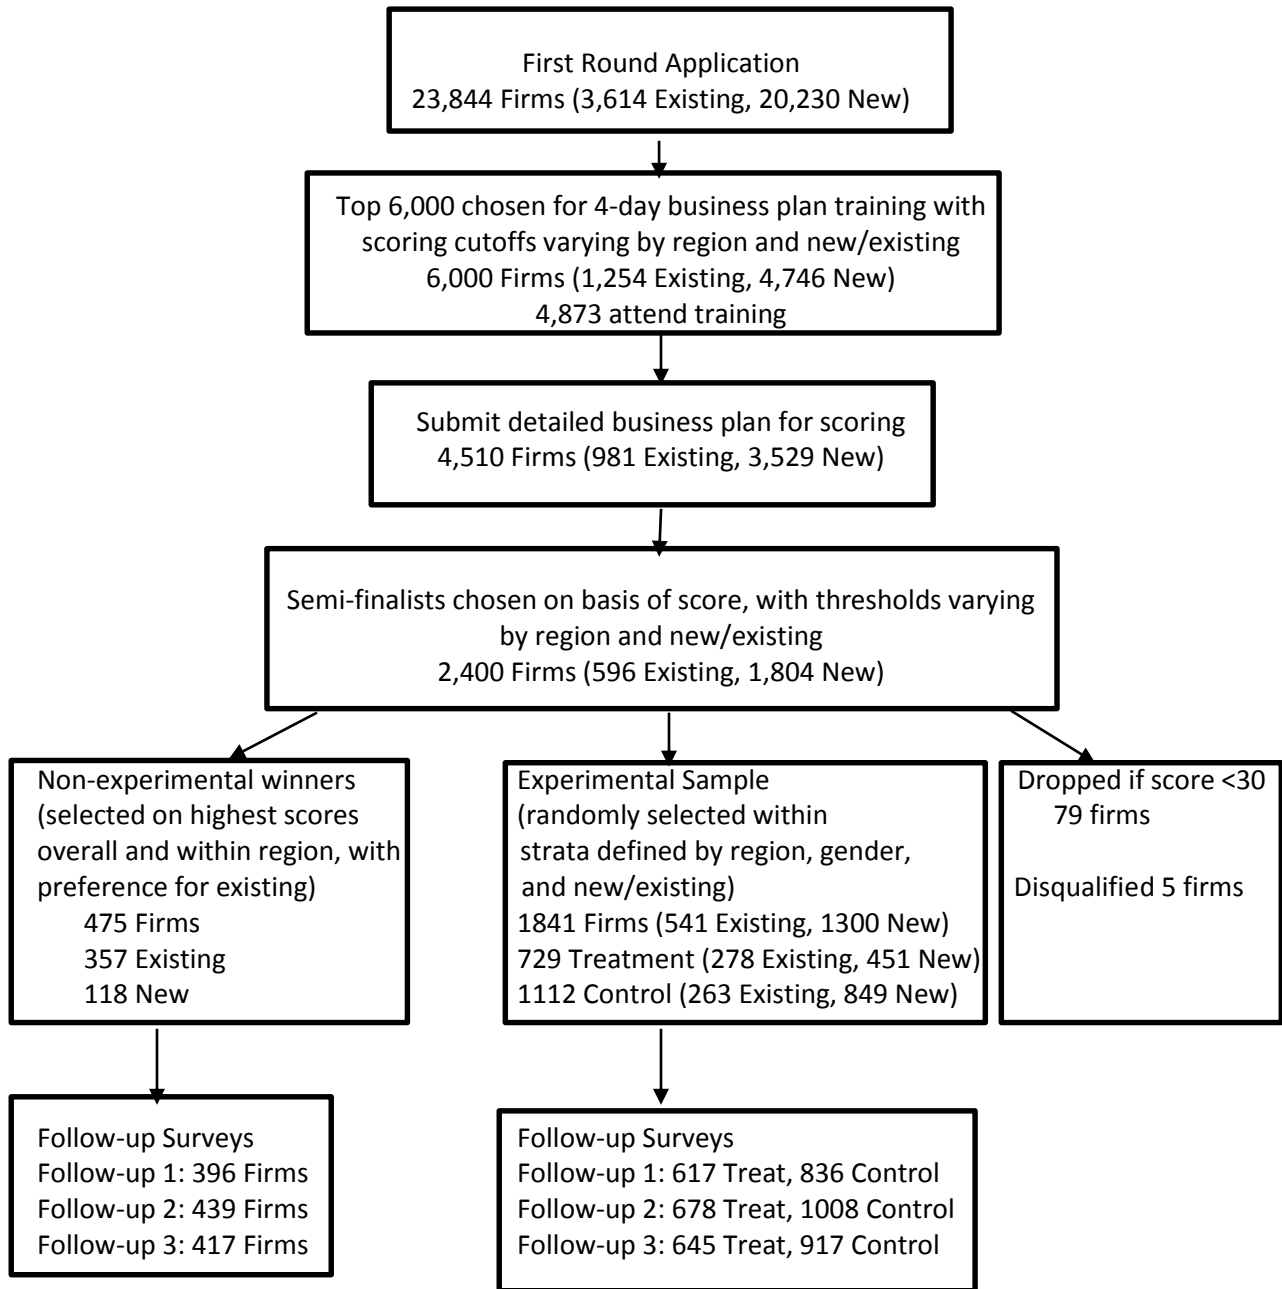 First Round Application
23,844 Firms (3,614 Existing, 20,230 New)
Top 6,000 chosen for 4-day business plan training with
scoring cutoffs varying by region and new/existing
6,000 Firms (1,254 Existing, 4,746 New)
4,873 attend training
Submit detailed business plan for scoring
4,510 Firms (981 Existing, 3,529 New)
Semi-finalists chosen on basis of score, with thresholds varying
by region and new/existing
2,400 Firms (596 Existing, 1,804 New)
Non-experimental winners
(selected on highest scores
overall and within region, with
preference for existing)
475 Firms
357 Existing
118 New
Experimental Sample
(randomly selected within
strata defined by region, gender,
and new/existing)
1841 Firms (541 Existing, 1300 New)
729 Treatment (278 Existing, 451 New)
1112 Control (263 Existing, 849 New)
Dropped if score <30
79 firms
Disqualified 5 firms
Follow-up Surveys
Follow-up 1: 396 Firms
Follow-up 2: 439 Firms
Follow-up 3: 417 Firms
Follow-up Surveys
Follow-up 1: 617 Treat, 836 Control
Follow-up 2: 678 Treat, 1008 Control
Follow-up 3: 645 Treat, 917 Control